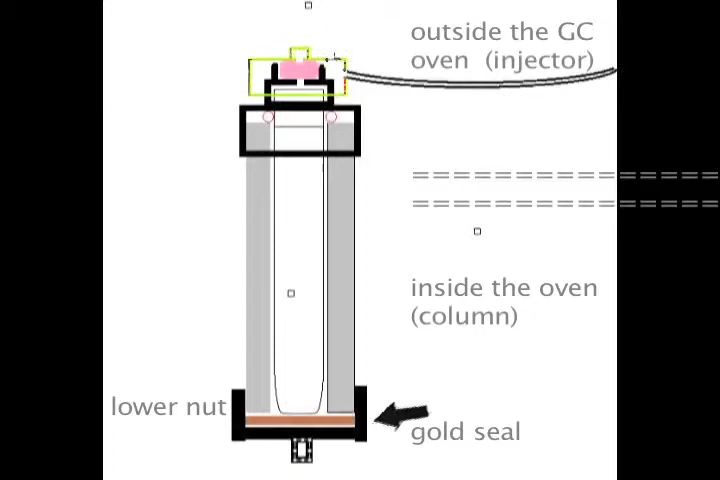 outside the GC
oven (injector)
inside the oven
(column)
lower nut
gold seal